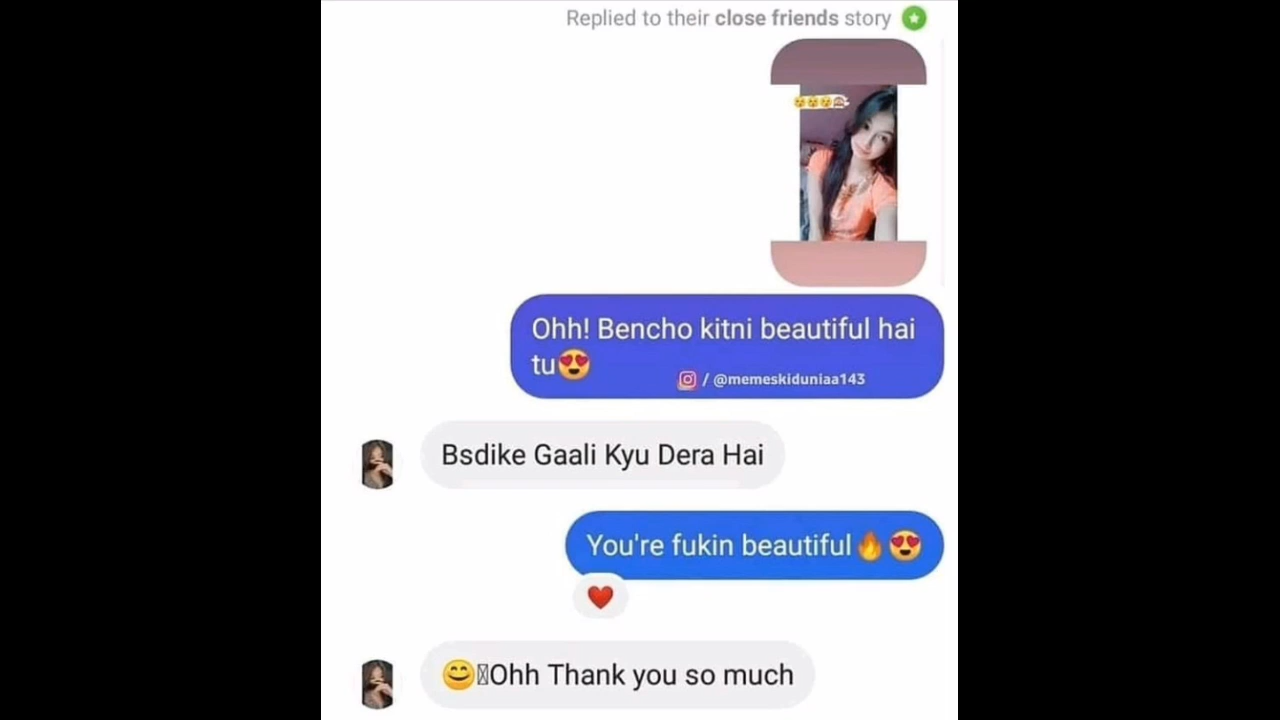 Replied to their close friends story
Ohh! Bencho kitni beautiful hai
tu😍
/ @memeskiduniaa143
Bsdike Gaali Kyu Dera Hai
You're fukin beautiful🔥😍
❤️
😊Ohh Thank you so much